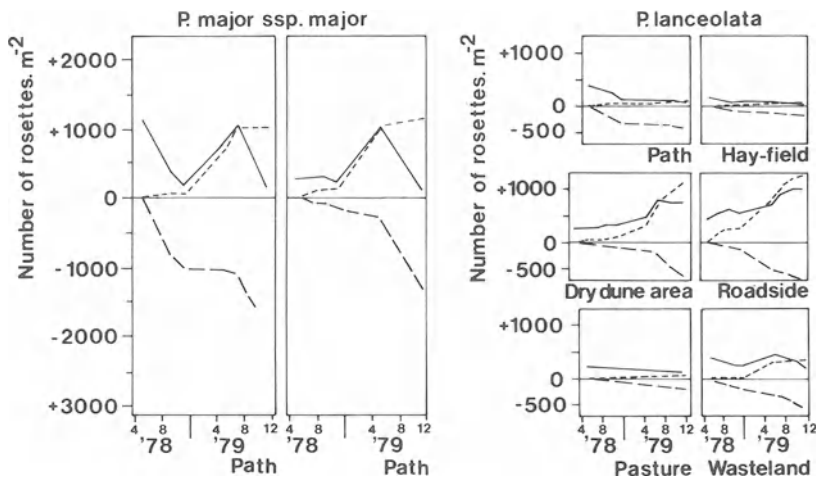 P. major ssp. major
P. lanceolata
Number of rosettes. m-2
+2000
+1000
0
-1000
-2000
+3000
4 8 12 4 8 12
'78 '79
Path
4 8 4 8 12
'78 '79
Path
Number of rosettes. m-2
+1000
0
-500
Path
Hay-field
+1000
0
-500
Dry dune area
Roadside
+1000
0
-500
4 8 4 8 12
'78 '79
Pasture
4 8 4 8 12
'78 '79
Wasteland